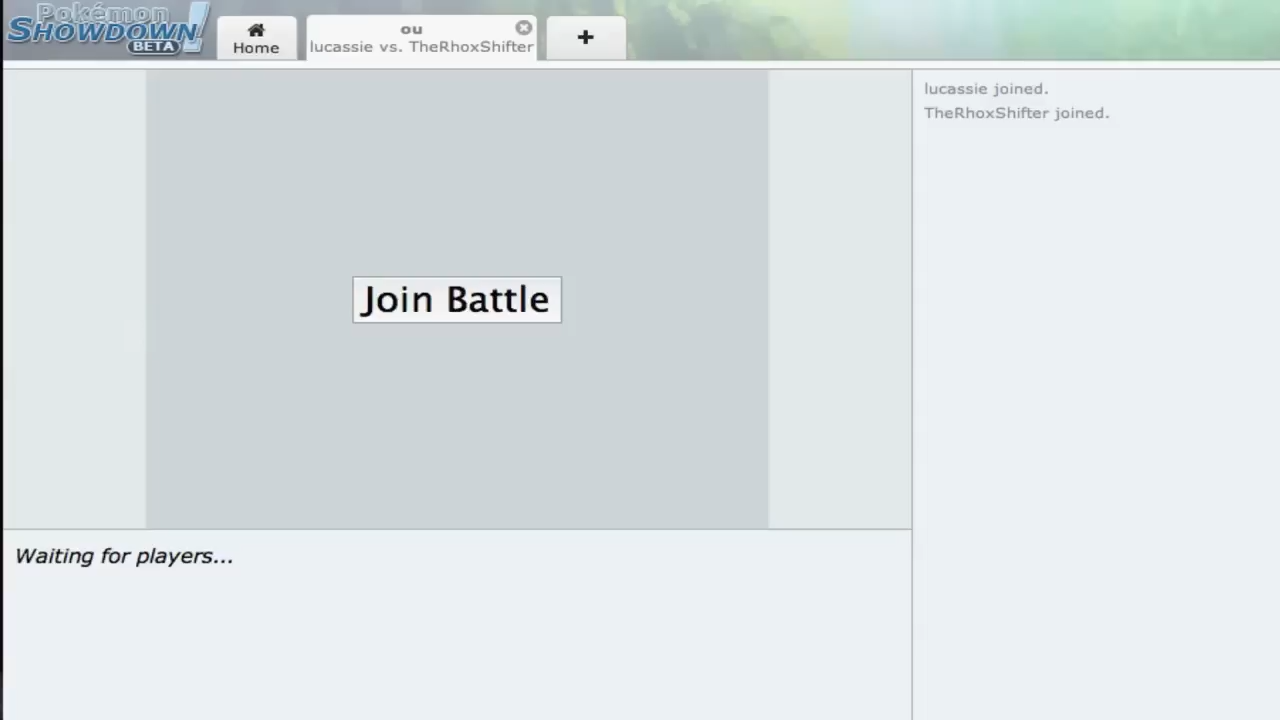 Pokémon
SHOWDOWN!
BETA
Home
ou
lucassie vs. TheRhoxShifter
+
lucassie joined.
TheRhoxShifter joined.
Join Battle
Waiting for players...